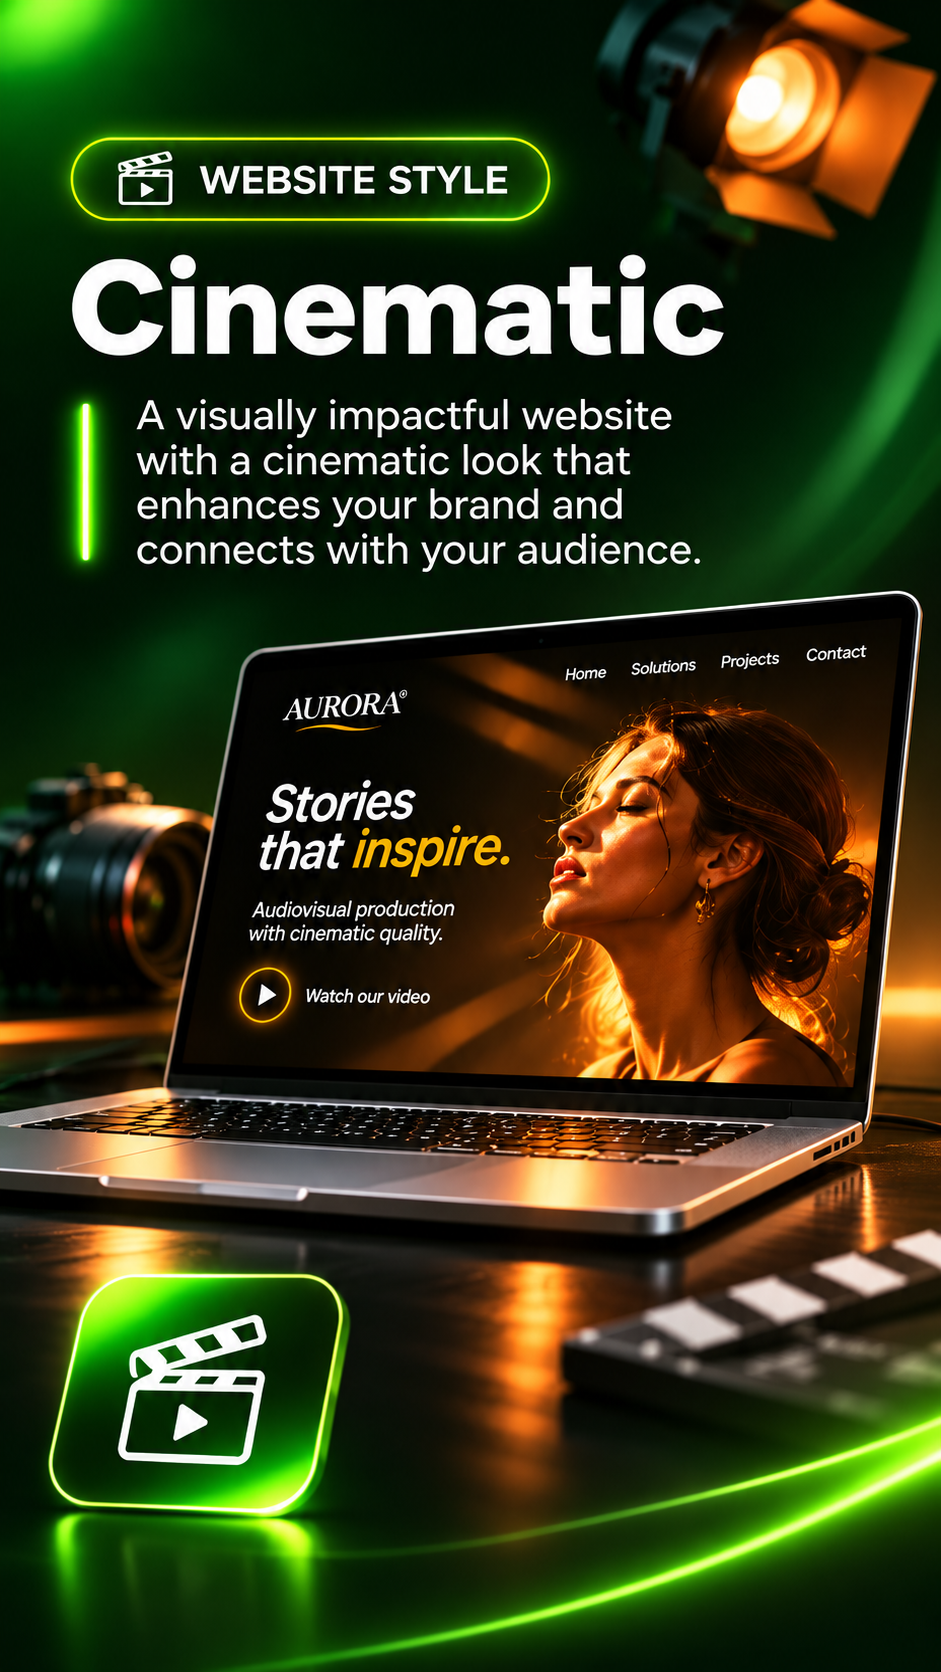 WEBSITE STYLE
Cinematic
A visually impactful website
with a cinematic look that
enhances your brand and
connects with your audience.
Home Solutions Projects Contact
AURORA®
Stories
that inspire.
Audiovisual production
with cinematic quality.
Watch our video